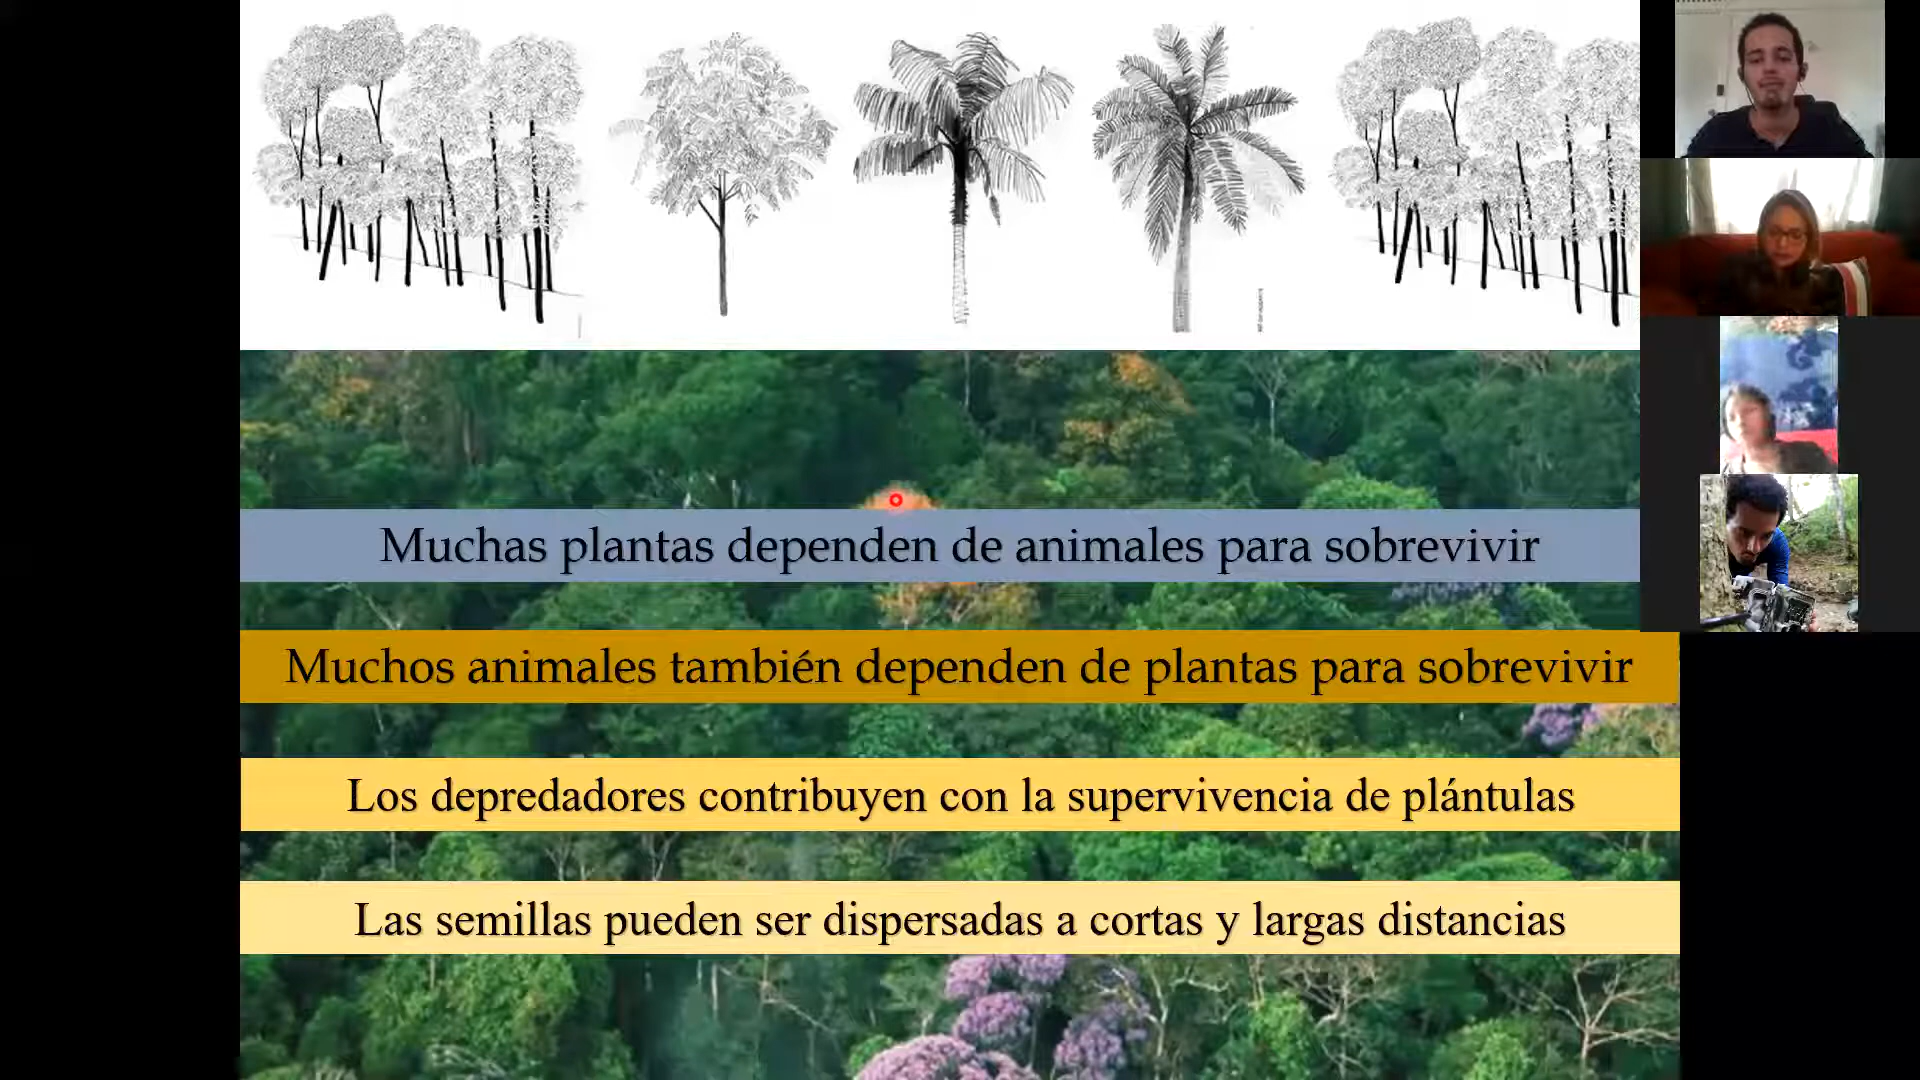 Muchas plantas dependen de animales para sobrevivir
Muchos animales también dependen de plantas para sobrevivir
Los depredadores contribuyen con la supervivencia de plántulas
Las semillas pueden ser dispersadas a cortas y largas distancias